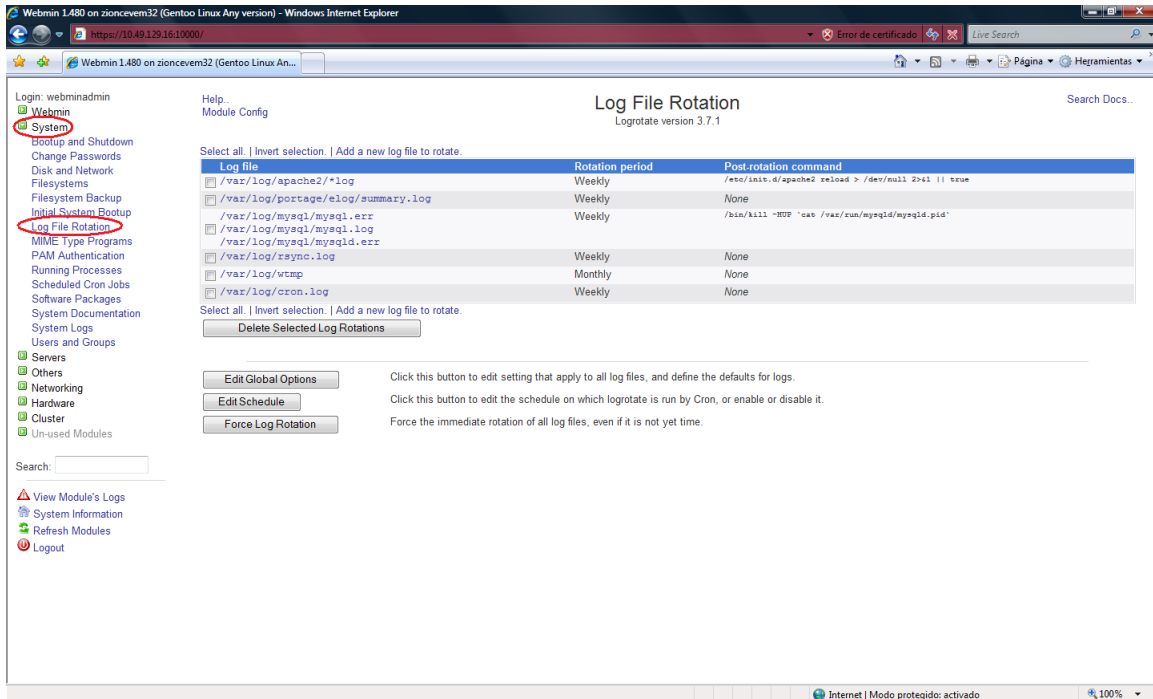 Webmin 1.480 on zioncevem32 (Gentoo Linux Any version) - Windows Internet Explorer
https://10.49.129.16:10000/
Error de certificado
Live Search
Webmin 1.480 on zioncevem32 (Gentoo Linux An...
Página
Herramientas
Login: webminadmin
Webmin
System
Bootup and Shutdown
Change Passwords
Disk and Network
Filesystems
Filesystem Backup
Initial System Bootup
Log File Rotation
MIME Type Programs
PAM Authentication
Running Processes
Scheduled Cron Jobs
Software Packages
System Documentation
System Logs
Users and Groups
Servers
Others
Networking
Hardware
Cluster
Un-used Modules
Search:
View Module's Logs
System Information
Refresh Modules
Logout
Help..
Module Config
Log File Rotation
Logrotate version 3.7.1
Search Docs..
Select all. | Invert selection. | Add a new log file to rotate.
Log file Rotation period Post-rotation command
/var/log/apache2/*log Weekly /etc/init.d/apache2 reload > /dev/null 2>&1 || true
/var/log/portage/elog/summary.log Weekly None
/var/log/mysql/mysql.err Weekly /bin/kill -HUP `cat /var/run/mysqld/mysqld.pid`
/var/log/mysql/mysql.log
/var/log/mysql/mysqld.err
/var/log/rsync.log Weekly None
/var/log/wtmp Monthly None
/var/log/cron.log Weekly None
Select all. | Invert selection. | Add a new log file to rotate.
Delete Selected Log Rotations
Edit Global Options Click this button to edit setting that apply to all log files, and define the defaults for logs.
Edit Schedule Click this button to edit the schedule on which logrotate is run by Cron, or enable or disable it.
Force Log Rotation Force the immediate rotation of all log files, even if it is not yet time.
Internet | Modo protegido: activado
100%